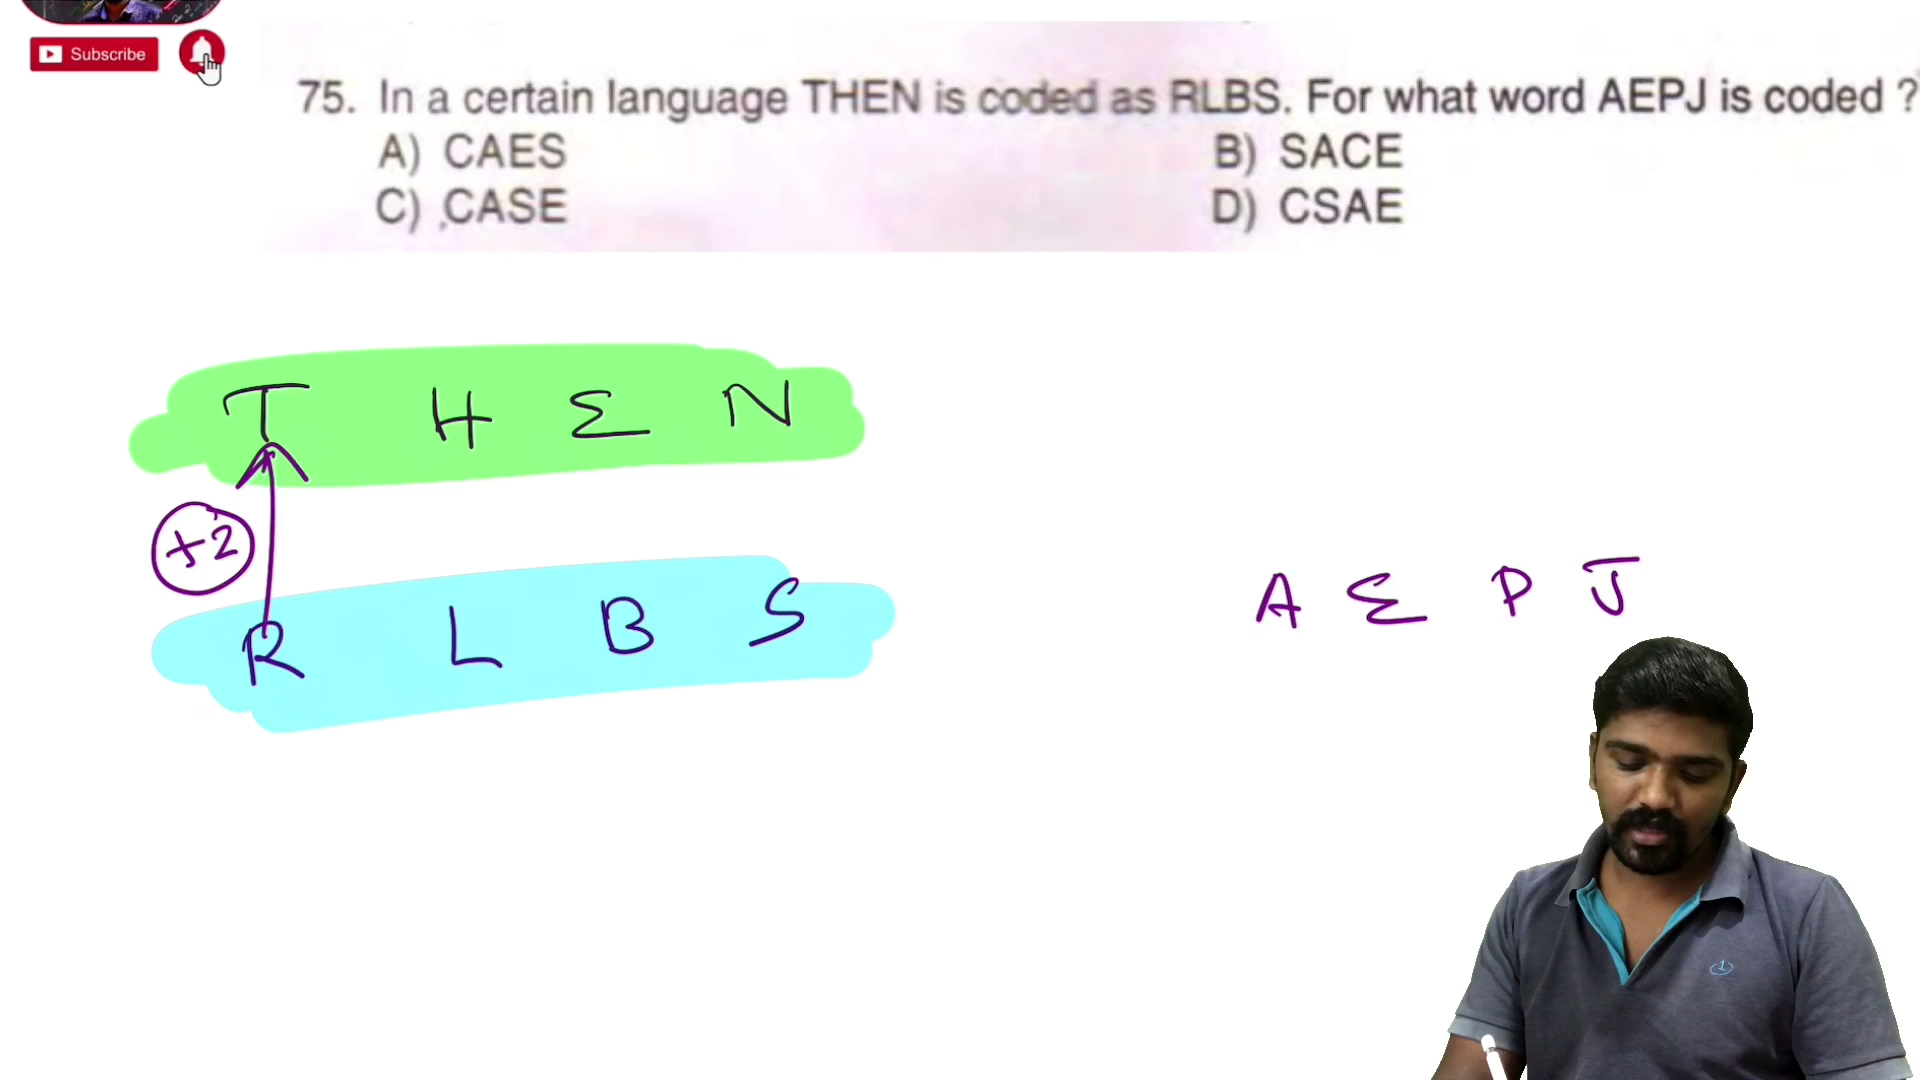 Subscribe
75. In a certain language THEN is coded as RLBS. For what word AEPJ is coded ?
A) CAES B) SACE
C) CASE D) CSAE
T H E N
+2
R L B S
A E P J